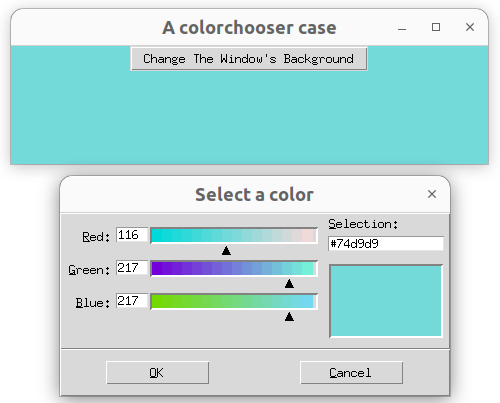 A colorchooser case
Change The Window's Background
Select a color
Red: 116
Selection:
#74d9d9
Green: 217
Blue: 217
OK
Cancel